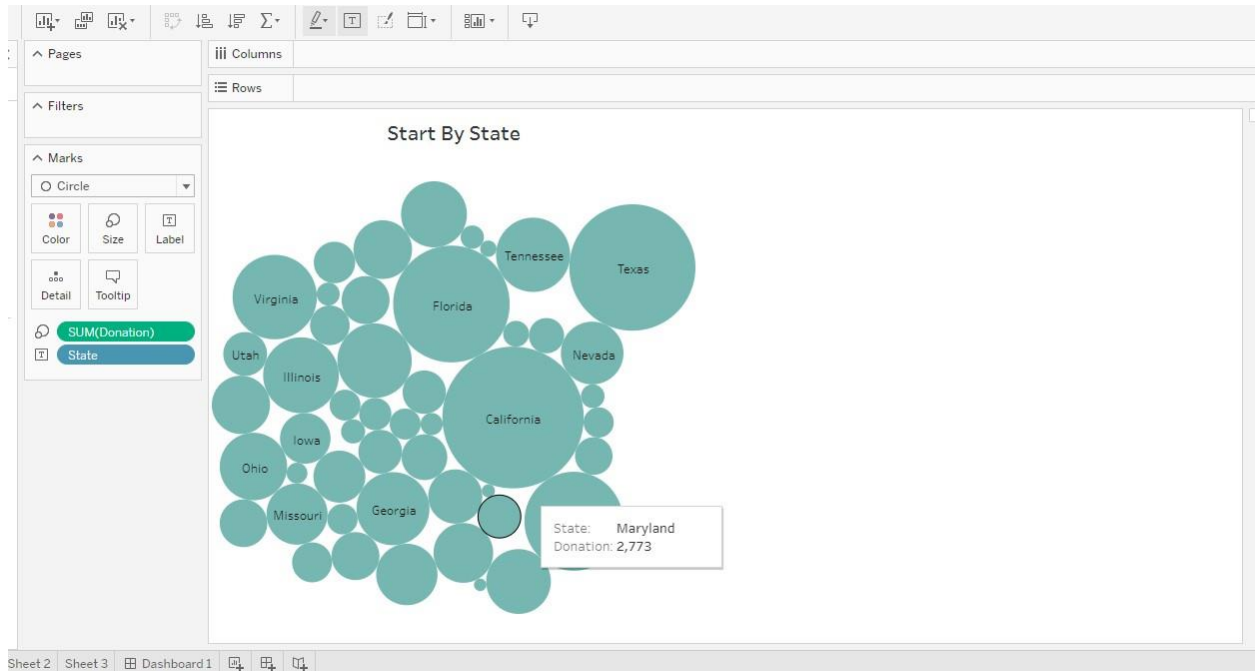 Pages
iii Columns
Rows
Filters
Start By State
Marks
Circle
Color
Size
T
Label
Detail
Tooltip
SUM(Donation)
T
State
Tennessee
Texas
Virginia
Florida
Utah
Nevada
Illinois
California
Iowa
Ohio
Missouri
Georgia
State: Maryland
Donation: 2,773
Sheet 2
Sheet 3
Dashboard 1